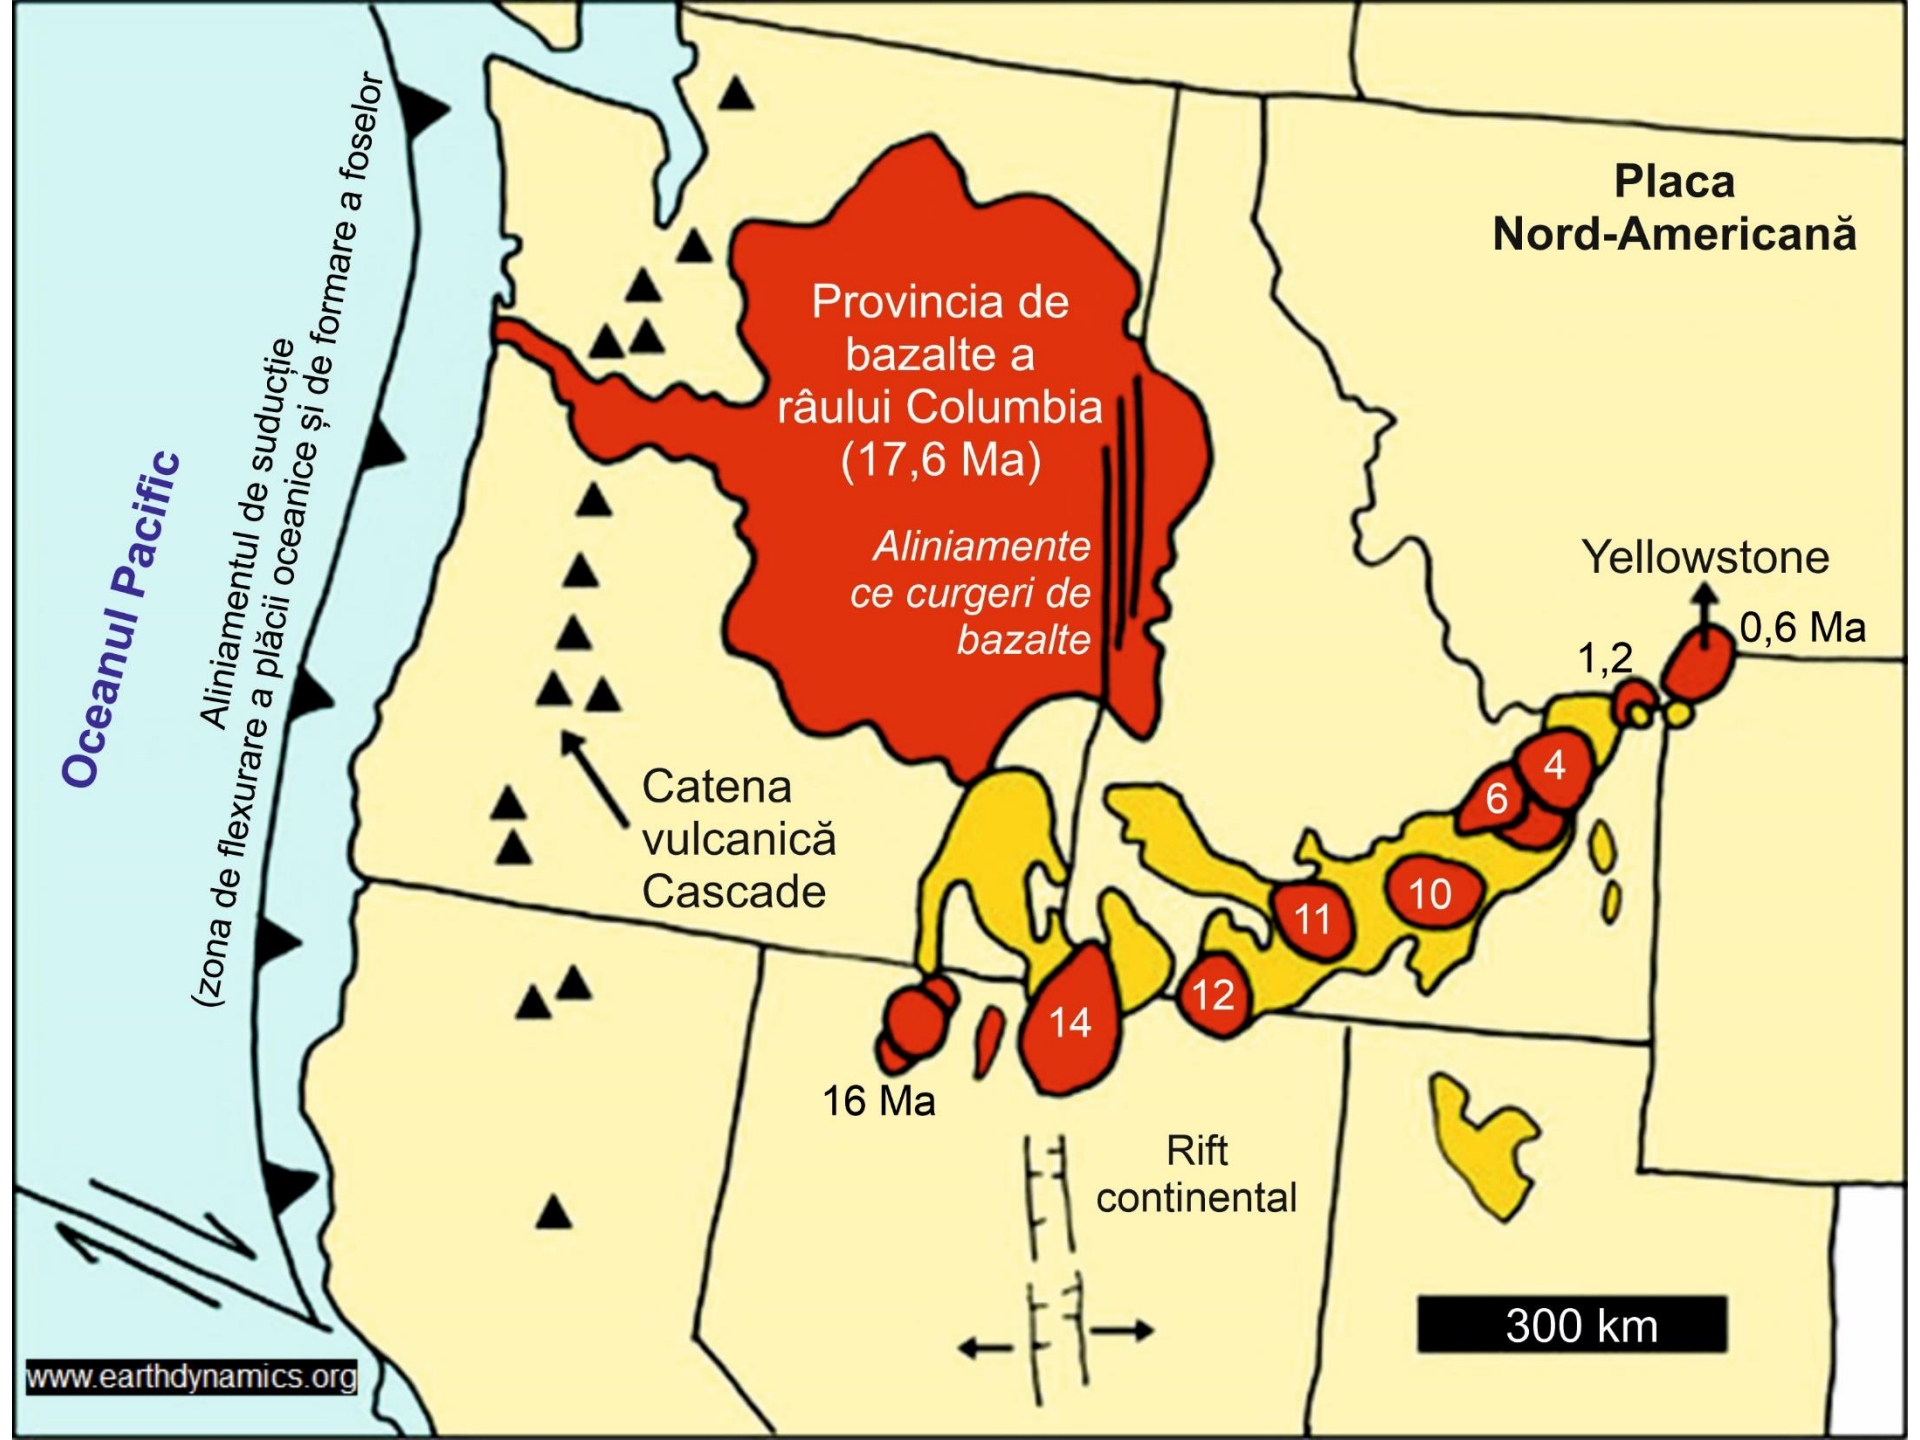 Placa
Nord-Americană
Provincia de
bazalte a
râului Columbia
(17,6 Ma)
Aliniamente
ce curgeri de
bazalte
Oceanul Pacific
Aliniamentul de suducție
(zona de flexurare a plăcii oceanice și de formare a foselor
Yellowstone
0,6 Ma
1,2
4
6
10
11
12
14
16 Ma
Catena
vulcanică
Cascade
Rift
continental
300 km
www.earthdynamics.org